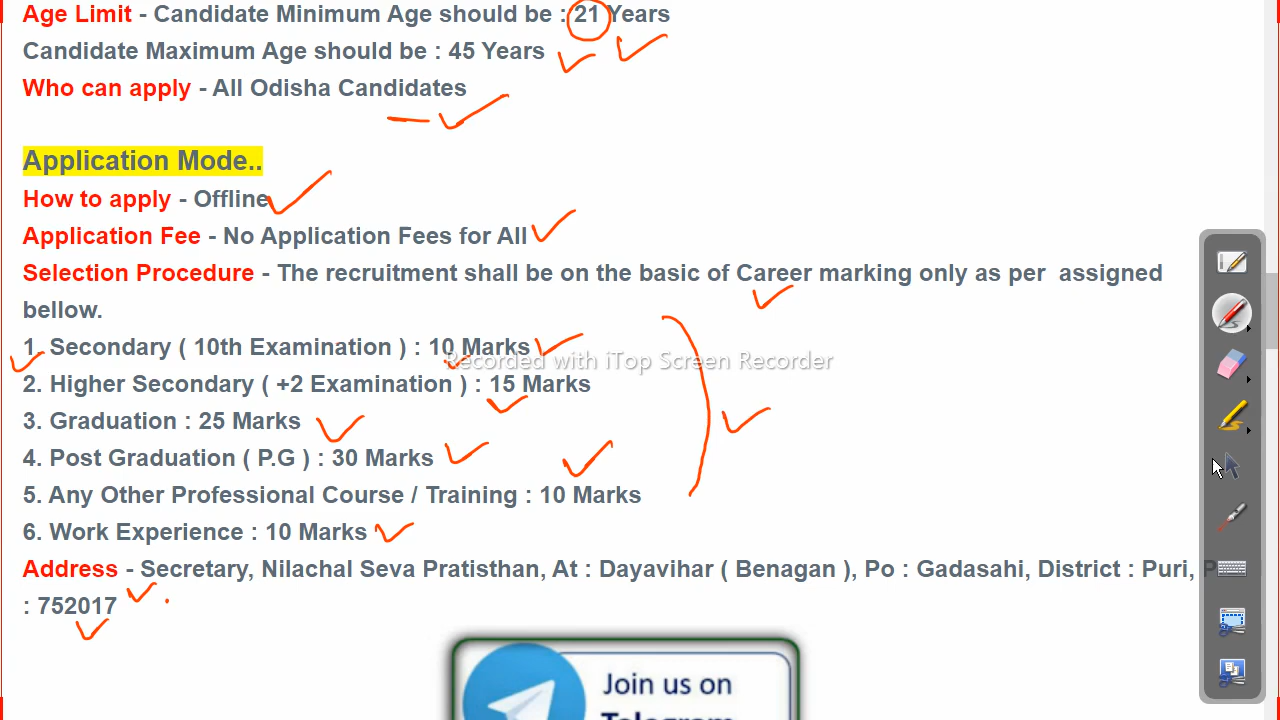 Age Limit - Candidate Minimum Age should be : 21 Years
Candidate Maximum Age should be : 45 Years
Who can apply - All Odisha Candidates
Application Mode..
How to apply - Offline
Application Fee - No Application Fees for All
Selection Procedure - The recruitment shall be on the basic of Career marking only as per assigned
bellow.
1. Secondary ( 10th Examination ) : 10 Marks
Recorded with iTop Screen Recorder
2. Higher Secondary ( +2 Examination ) : 15 Marks
3. Graduation : 25 Marks
4. Post Graduation ( P.G ) : 30 Marks
5. Any Other Professional Course / Training : 10 Marks
6. Work Experience : 10 Marks
Address - Secretary, Nilachal Seva Pratisthan, At : Dayavihar ( Benagan ), Po : Gadasahi, District : Puri,
: 752017
Join us on
Telegram